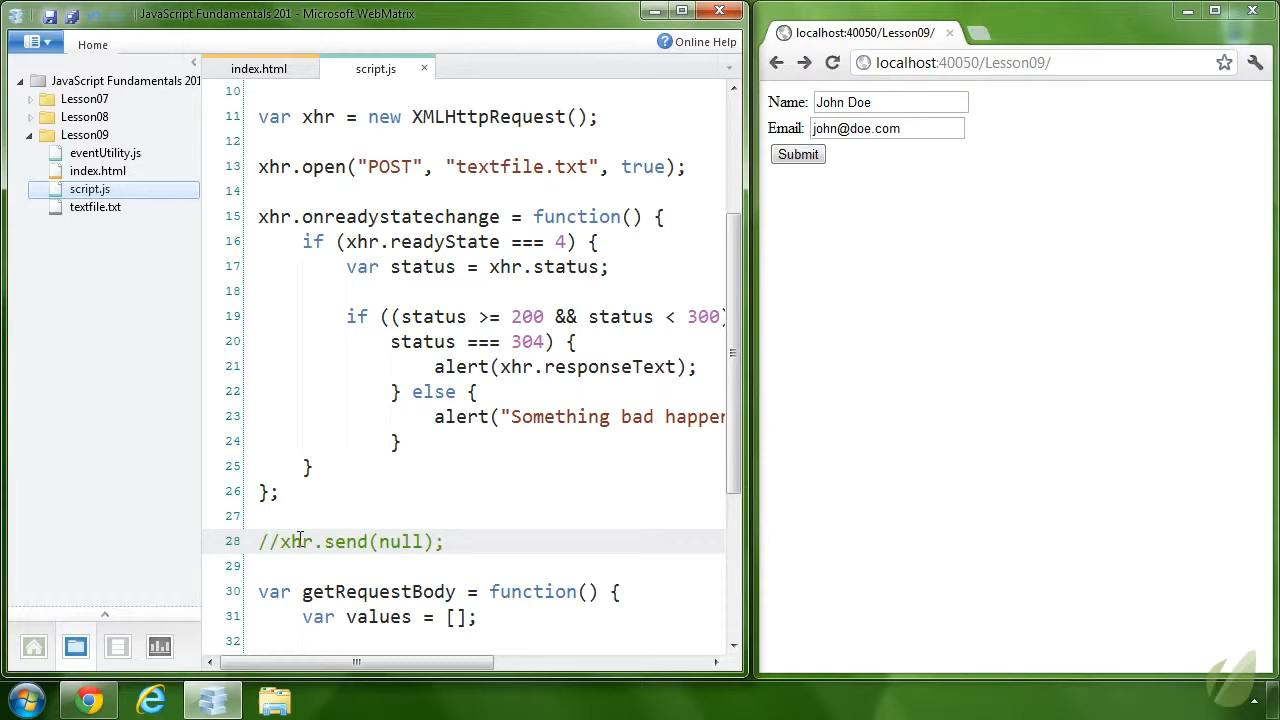 JavaScript Fundamentals 201 - Microsoft WebMatrix
Home
Online Help
JavaScript Fundamentals 201
Lesson07
Lesson08
Lesson09
eventUtility.js
index.html
script.js
textfile.txt
index.html
script.js
10
11 var xhr = new XMLHttpRequest();
12
13 xhr.open("POST", "textfile.txt", true);
14
15 xhr.onreadystatechange = function() {
16 if (xhr.readyState === 4) {
17 var status = xhr.status;
18
19 if ((status >= 200 && status < 300)
20 status === 304) {
21 alert(xhr.responseText);
22 } else {
23 alert("Something bad happen
24 }
25 }
26 };
27
28 //xhr.send(null);
29
30 var getRequestBody = function() {
31 var values = [];
32
localhost:40050/Lesson09/
localhost:40050/Lesson09/
Name: John Doe
Email: john@doe.com
Submit